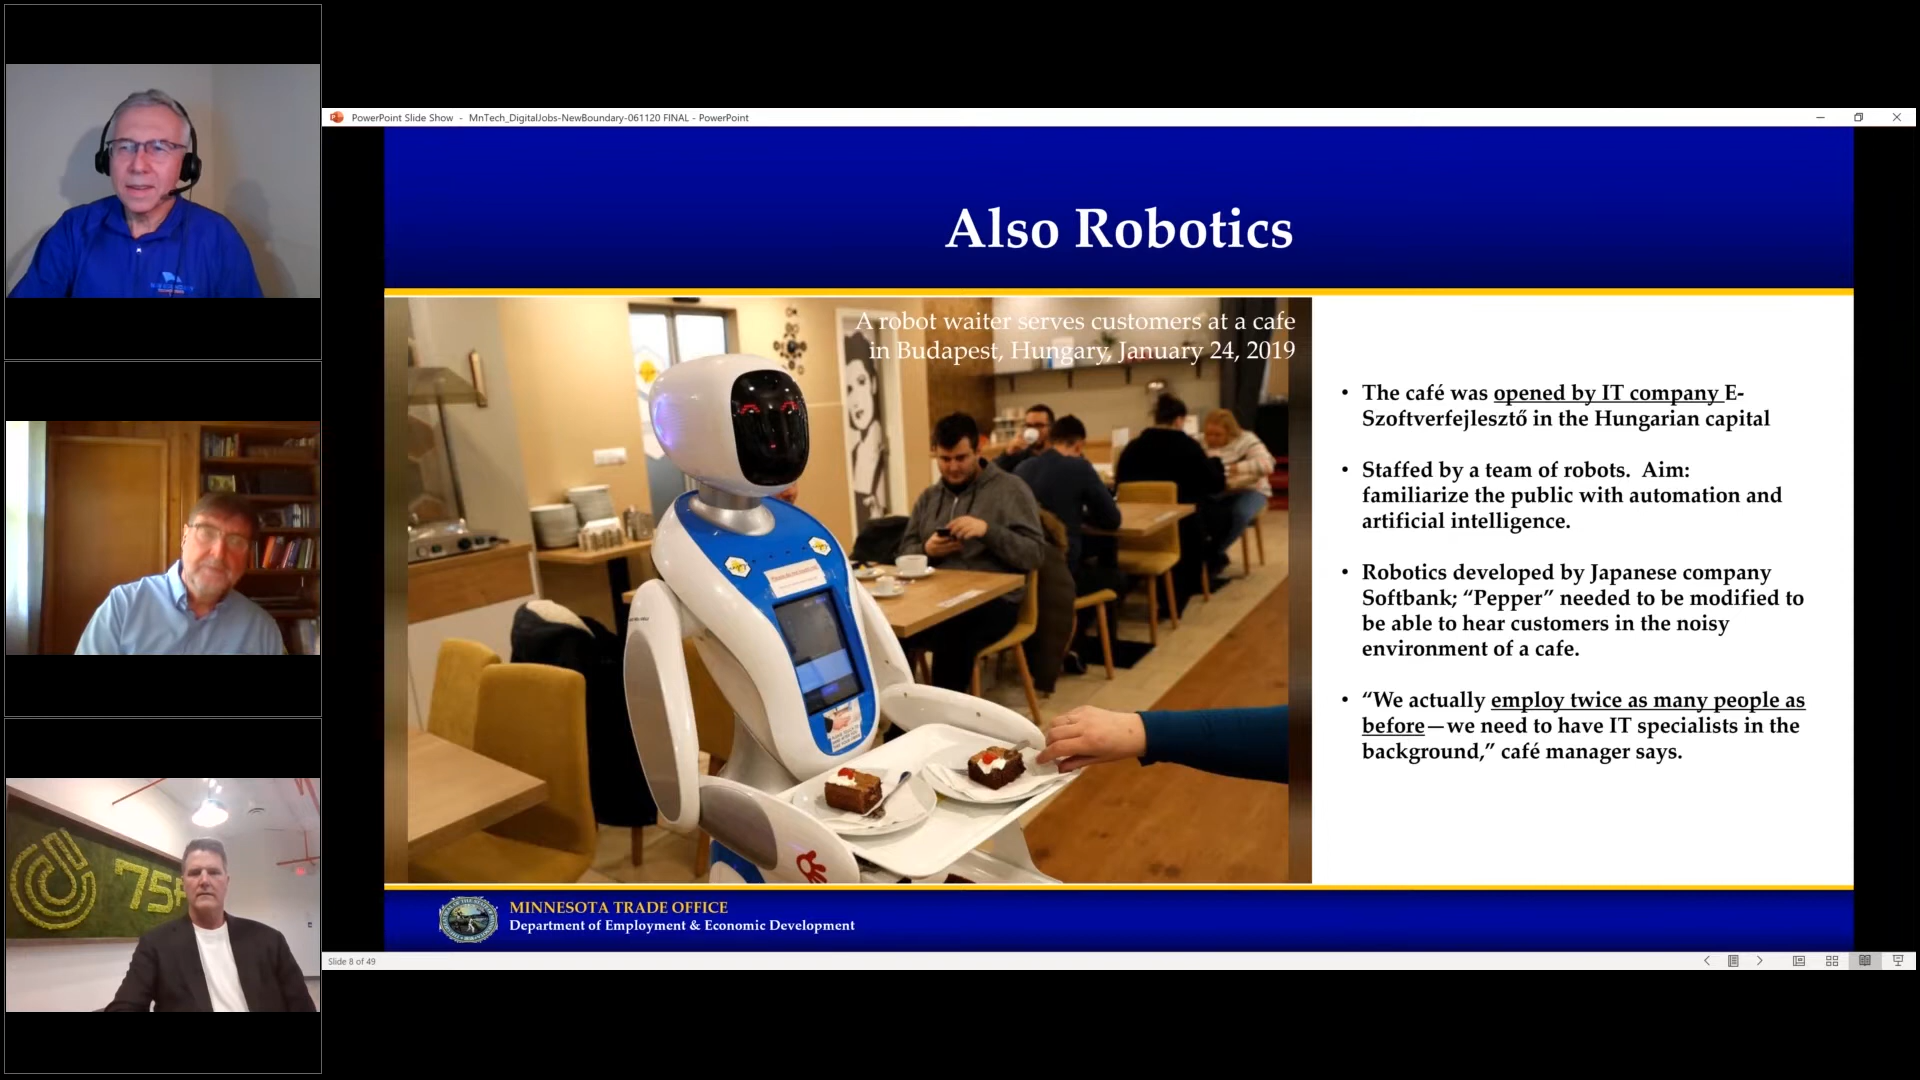 PowerPoint Slide Show - MnTech_DigitalJobs-NewBoundary-061120 FINAL - PowerPoint
Also Robotics
A robot waiter serves customers at a cafe
in Budapest, Hungary, January 24, 2019
• The café was opened by IT company E-
Szoftverfejlesztő in the Hungarian capital
• Staffed by a team of robots. Aim:
familiarize the public with automation and
artificial intelligence.
• Robotics developed by Japanese company
Softbank; “Pepper” needed to be modified to
be able to hear customers in the noisy
environment of a cafe.
• “We actually employ twice as many people as
before—we need to have IT specialists in the
background,” café manager says.
75
MINNESOTA TRADE OFFICE
Department of Employment & Economic Development
Slide 8 of 49